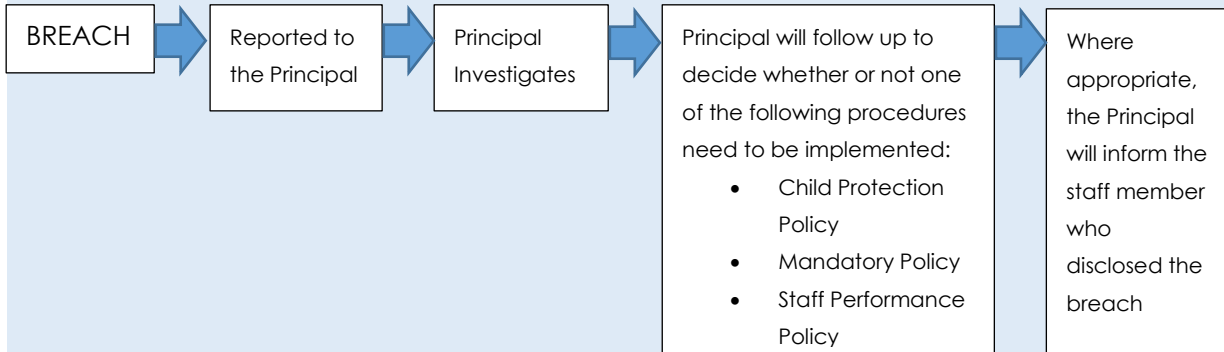 BREACH
Reported to
the Principal
Principal
Investigates
Principal will follow up to
decide whether or not one
of the following procedures
need to be implemented:
• Child Protection
Policy
• Mandatory Policy
• Staff Performance
Policy
Where
appropriate,
the Principal
will inform the
staff member
who
disclosed the
breach